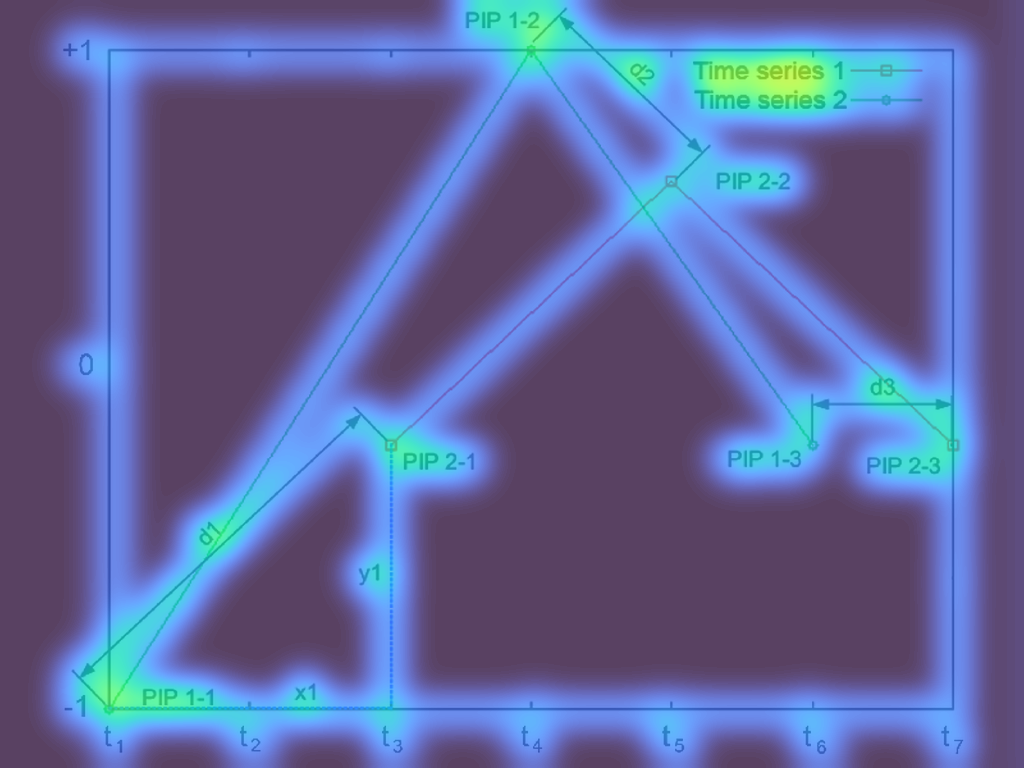 PIP 1-2
+1
d2
Time series 1
Time series 2
PIP 2-2
0
d3
PIP 2-1
PIP 1-3
PIP 2-3
d1
y1
x1
PIP 1-1
-1
t1 t2 t3 t4 t5 t6 t7